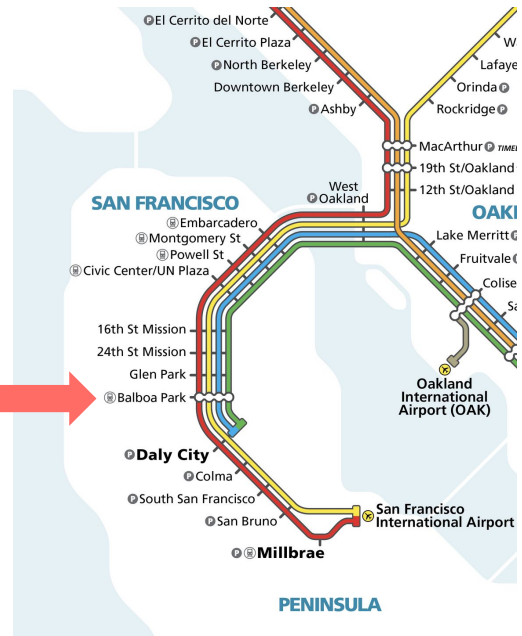 El Cerrito del Norte
El Cerrito Plaza
North Berkeley
Downtown Berkeley
Ashby
Lafaye
Orinda
Rockridge
MacArthur
19th St/Oakland
12th St/Oakland
West
Oakland
SAN FRANCISCO
Embarcadero
Montgomery St
Powell St
Civic Center/UN Plaza
OAK
Lake Merritt
Fruitvale
Colise
16th St Mission
24th St Mission
Glen Park
Balboa Park
Oakland
International
Airport (OAK)
Daly City
Colma
South San Francisco
San Bruno
Millbrae
San Francisco
International Airport
PENINSULA